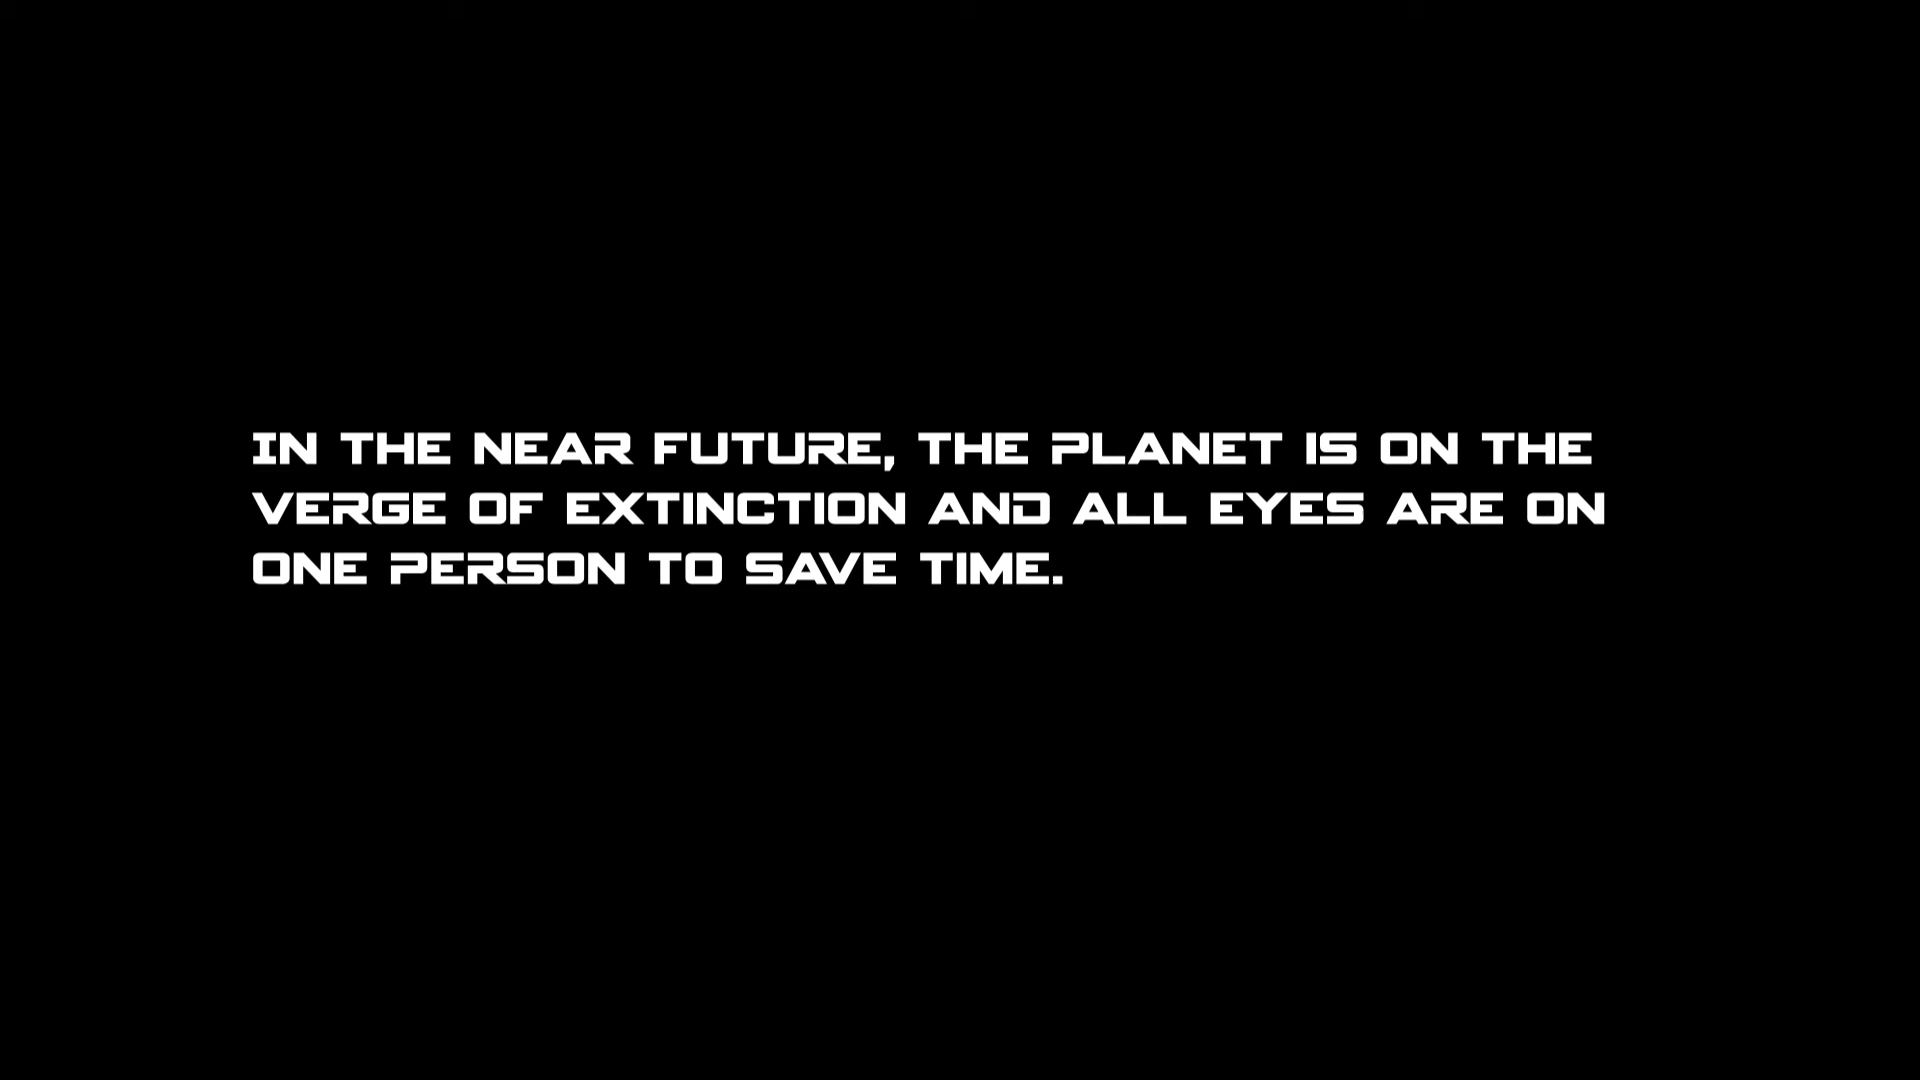 IN THE NEAR FUTURE, THE PLANET IS ON THE
VERGE OF EXTINCTION AND ALL EYES ARE ON
ONE PERSON TO SAVE TIME.